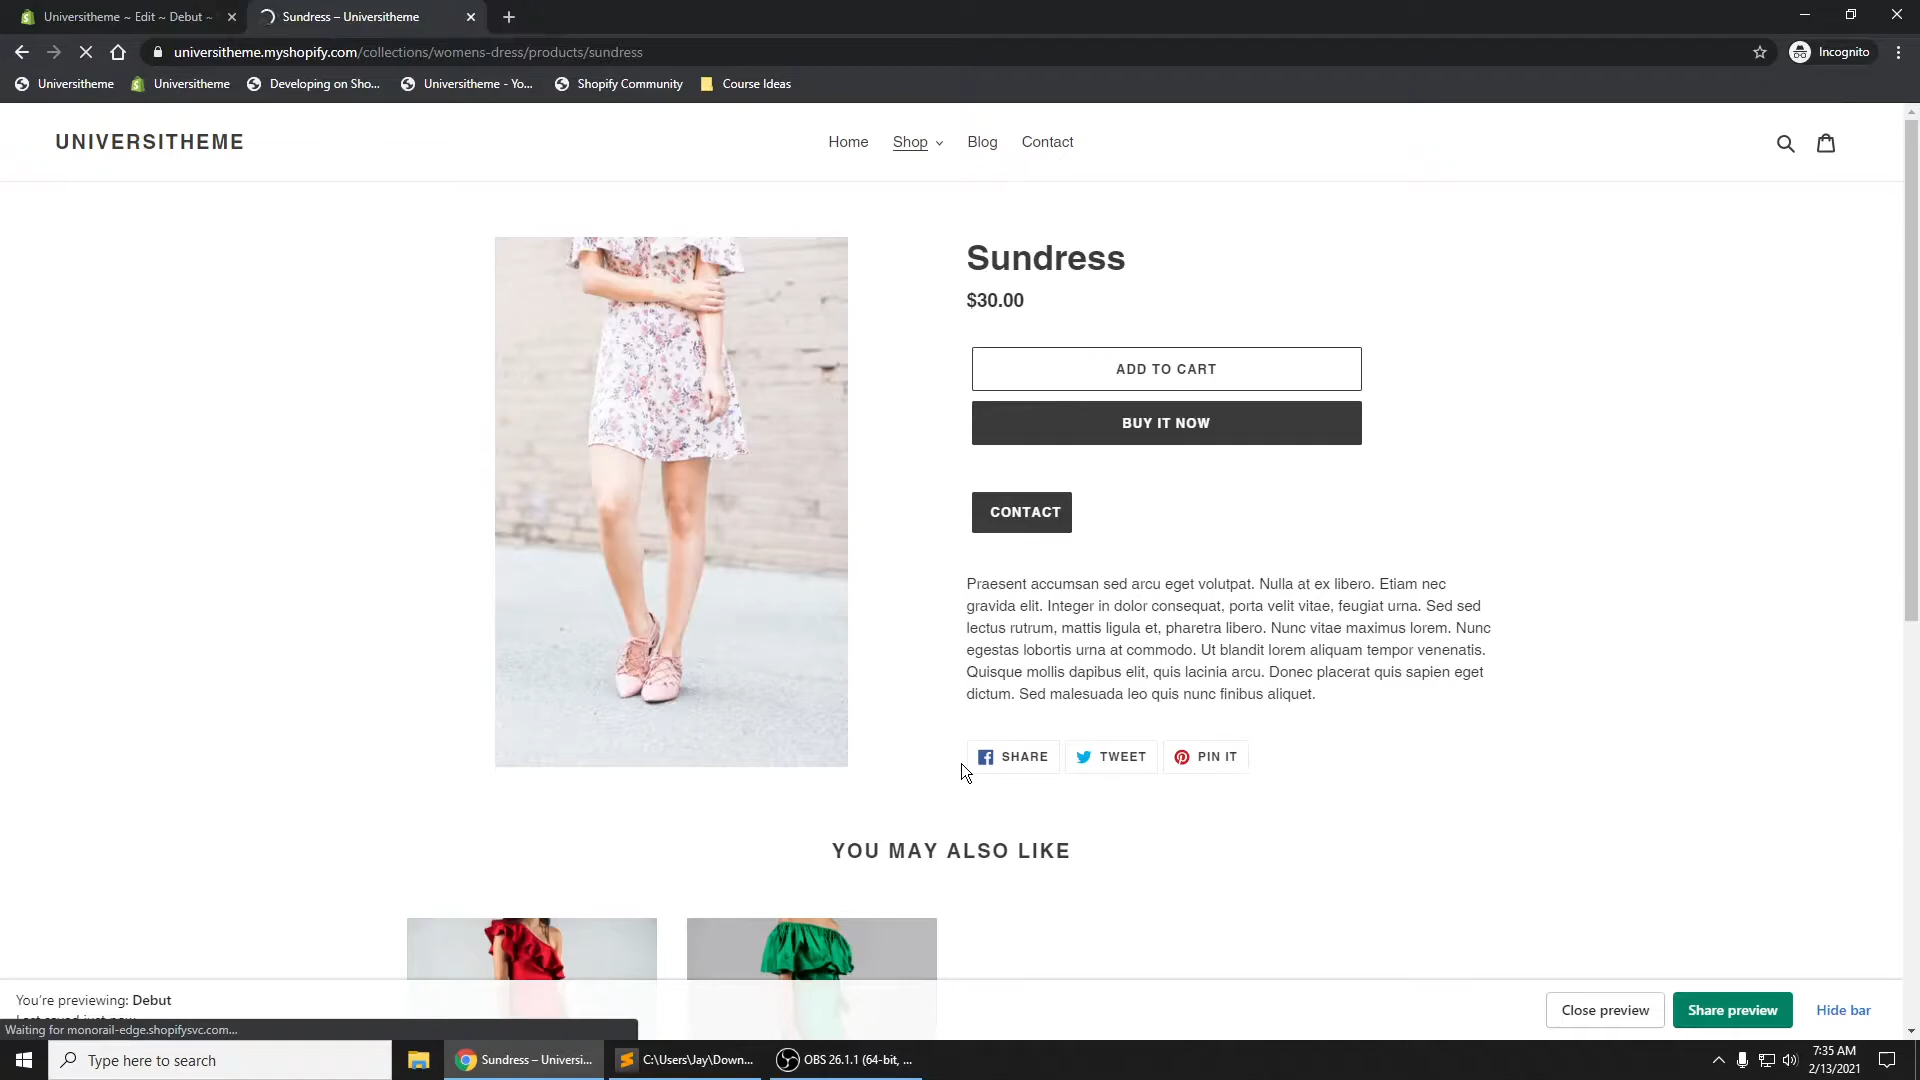 Universitheme ~ Edit ~ Debut ~
Sundress – Universitheme
universitheme.myshopify.com/collections/womens-dress/products/sundress
Incognito
Universitheme
Universitheme
Developing on Sho...
Universitheme - Yo...
Shopify Community
Course Ideas
UNIVERSITHEME
Home
Shop
Blog
Contact
Sundress
$30.00
ADD TO CART
BUY IT NOW
CONTACT
Praesent accumsan sed arcu eget volutpat. Nulla at ex libero. Etiam nec
gravida elit. Integer in dolor consequat, porta velit vitae, feugiat urna. Sed sed
lectus rutrum, mattis ligula et, pharetra libero. Nunc vitae maximus lorem. Nunc
egestas lobortis urna at commodo. Ut blandit lorem aliquam tempor venenatis.
Quisque mollis dapibus elit, quis lacinia arcu. Donec placerat quis sapien eget
dictum. Sed malesuada leo quis nunc finibus aliquet.
SHARE
TWEET
PIN IT
YOU MAY ALSO LIKE
You're previewing: Debut
Last saved just now
Close preview
Share preview
Hide bar
Waiting for monorail-edge.shopifysvc.com...
Type here to search
Sundress – Universi...
C:\Users\Jay\Down...
OBS 26.1.1 (64-bit, ...
7:35 AM
2/13/2021